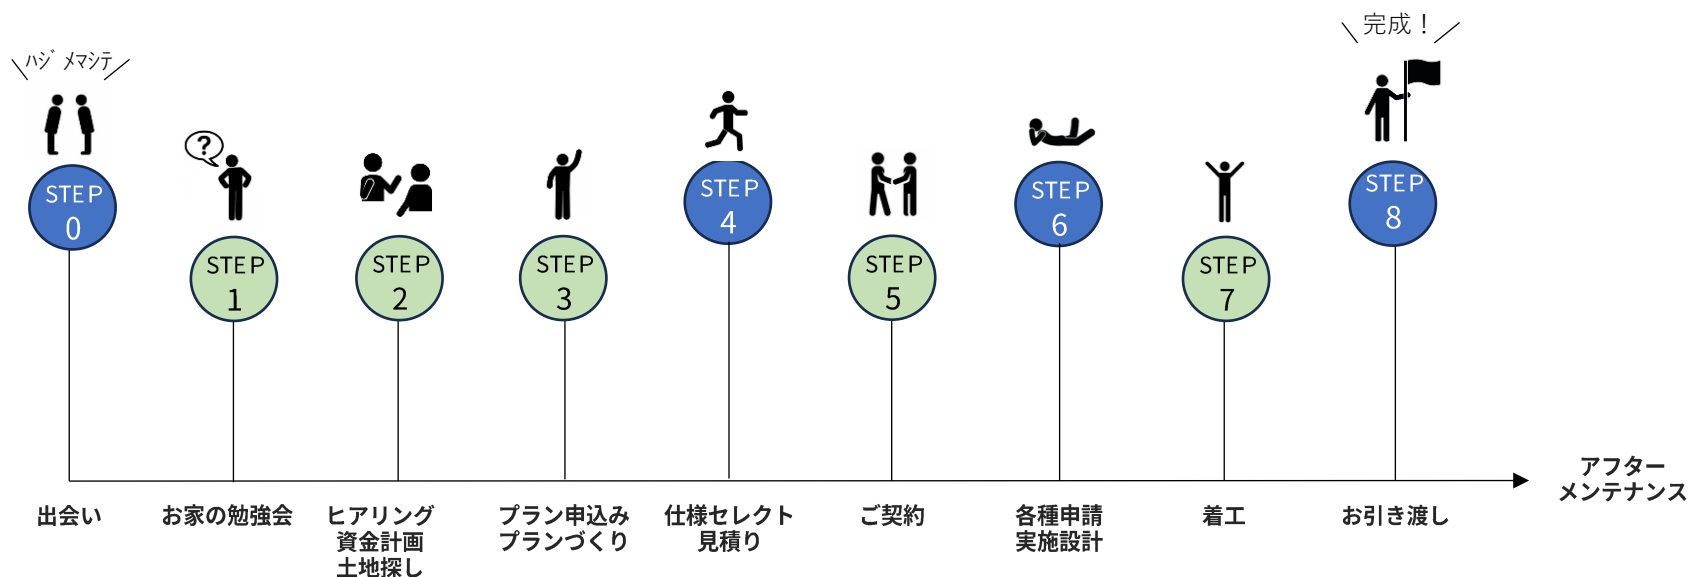 ﾊｼﾞﾒﾏｼﾃ
完成！
?
STEP
0
STEP
1
STEP
2
STEP
3
STEP
4
STEP
5
STEP
6
STEP
7
STEP
8
出会い
お家の勉強会
ヒアリング
資金計画
土地探し
プラン申込み
プランづくり
仕様セレクト
見積り
ご契約
各種申請
実施設計
着工
お引き渡し
アフター
メンテナンス